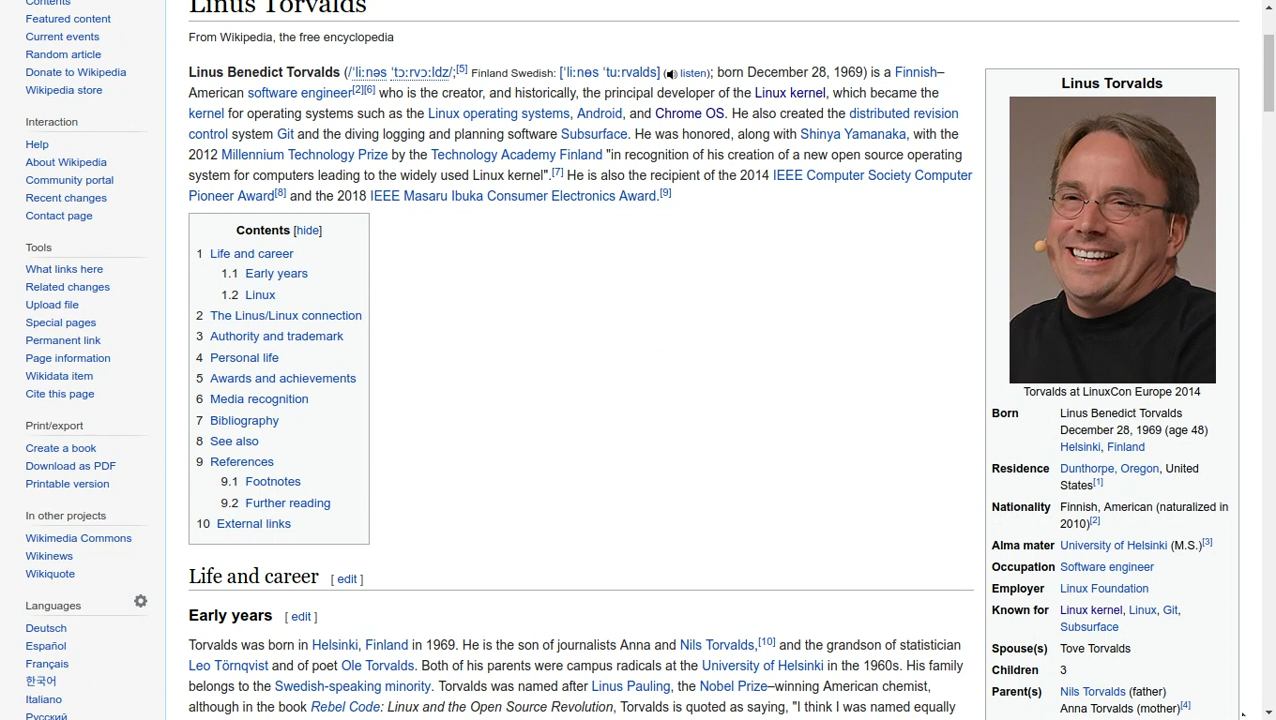 Contents
Featured content
Current events
Random article
Donate to Wikipedia
Wikipedia store
Interaction
Help
About Wikipedia
Community portal
Recent changes
Contact page
Tools
What links here
Related changes
Upload file
Special pages
Permanent link
Page information
Wikidata item
Cite this page
Print/export
Create a book
Download as PDF
Printable version
In other projects
Wikimedia Commons
Wikinews
Wikiquote
Languages
Deutsch
Español
Français
한국어
Italiano
Русский
Linus Torvalds
From Wikipedia, the free encyclopedia
Linus Benedict Torvalds (/ˈliːnəs ˈtɔːrvɔːldz/;[5] Finland Swedish: [ˈliːnɵs ˈtuːrvalds] (listen); born December 28, 1969) is a Finnish–
American software engineer[2][6] who is the creator, and historically, the principal developer of the Linux kernel, which became the
kernel for operating systems such as the Linux operating systems, Android, and Chrome OS. He also created the distributed revision
control system Git and the diving logging and planning software Subsurface. He was honored, along with Shinya Yamanaka, with the
2012 Millennium Technology Prize by the Technology Academy Finland "in recognition of his creation of a new open source operating
system for computers leading to the widely used Linux kernel".[7] He is also the recipient of the 2014 IEEE Computer Society Computer
Pioneer Award[8] and the 2018 IEEE Masaru Ibuka Consumer Electronics Award.[9]
Contents [hide]
1 Life and career
1.1 Early years
1.2 Linux
2 The Linus/Linux connection
3 Authority and trademark
4 Personal life
5 Awards and achievements
6 Media recognition
7 Bibliography
8 See also
9 References
9.1 Footnotes
9.2 Further reading
10 External links
Life and career [ edit ]
Early years [ edit ]
Torvalds was born in Helsinki, Finland in 1969. He is the son of journalists Anna and Nils Torvalds,[10] and the grandson of statistician
Leo Törnqvist and of poet Ole Torvalds. Both of his parents were campus radicals at the University of Helsinki in the 1960s. His family
belongs to the Swedish-speaking minority. Torvalds was named after Linus Pauling, the Nobel Prize–winning American chemist,
although in the book Rebel Code: Linux and the Open Source Revolution, Torvalds is quoted as saying, "I think I was named equally
Linus Torvalds
Torvalds at LinuxCon Europe 2014
Born Linus Benedict Torvalds
December 28, 1969 (age 48)
Helsinki, Finland
Residence Dunthorpe, Oregon, United
States[1]
Nationality Finnish, American (naturalized in
2010)[2]
Alma mater University of Helsinki (M.S.)[3]
Occupation Software engineer
Employer Linux Foundation
Known for Linux kernel, Linux, Git,
Subsurface
Spouse(s) Tove Torvalds
Children 3
Parent(s) Nils Torvalds (father)
Anna Torvalds (mother)[4]